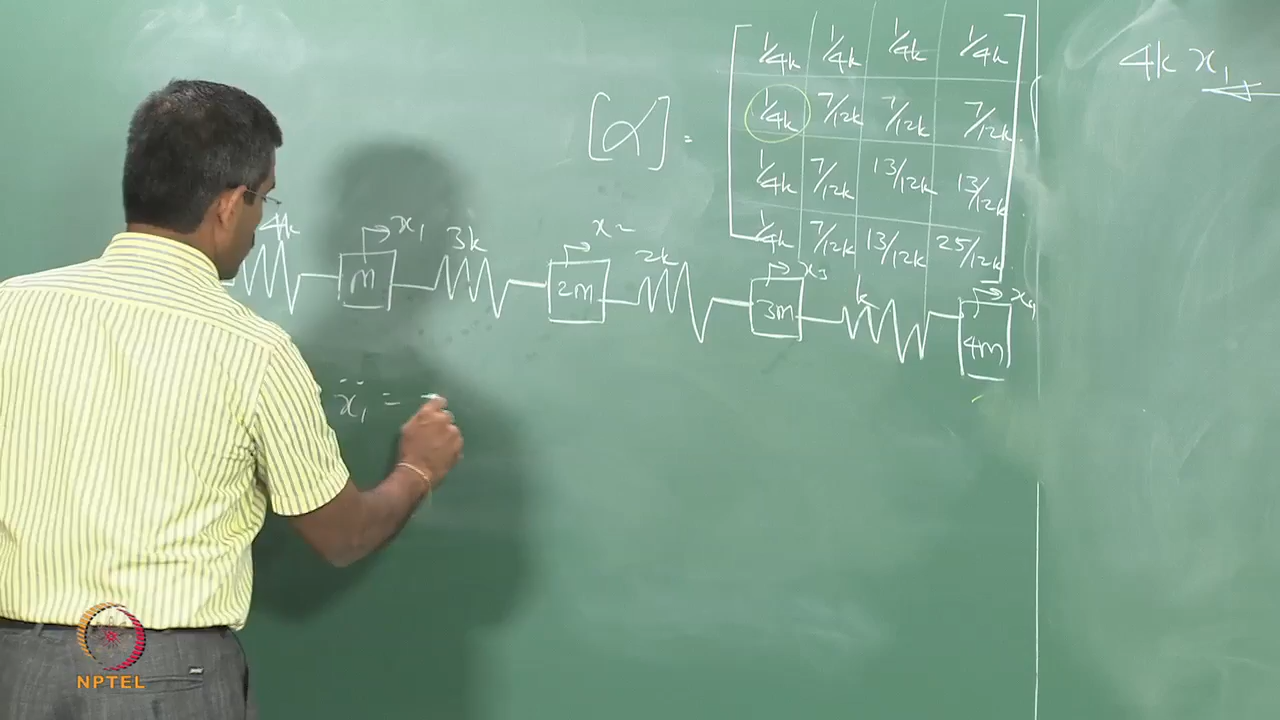 [α] =
1/4k 1/4k 1/4k 1/4k
1/4k 7/12k 7/12k 7/12k
1/4k 7/12k 13/12k 13/12k
1/4k 7/12k 13/12k 25/12k
4k x₁
4k m x₁ 3k 2m x₂ 2k 3m x₃ k 4m x₄
ẍ₁ = -
NPTEL